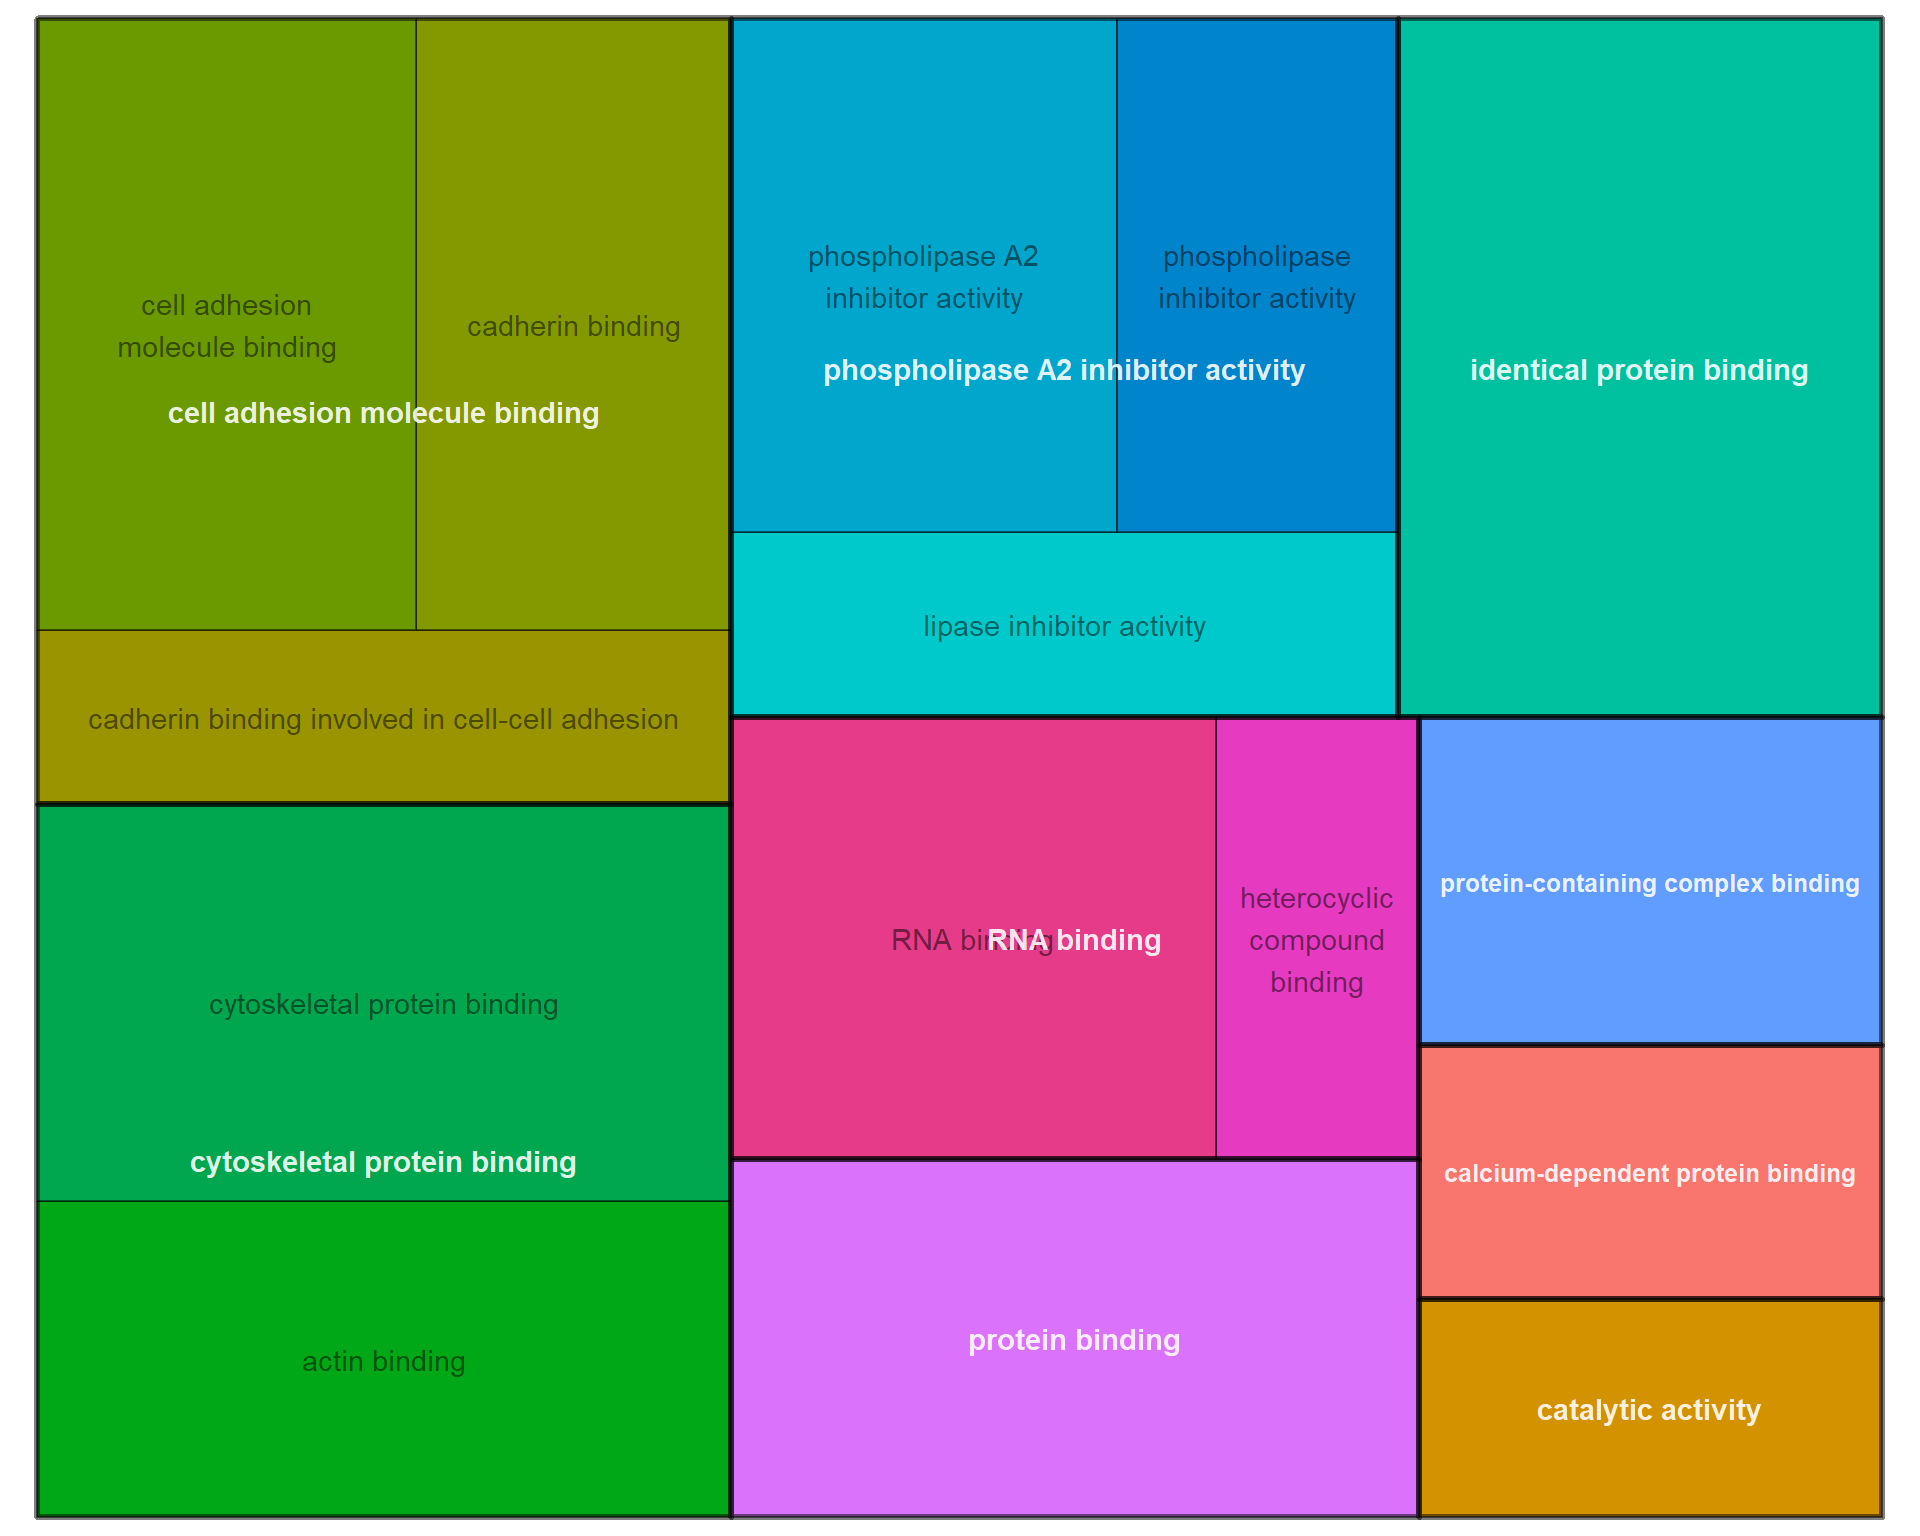 cell adhesion
molecule binding
cadherin binding
cell adhesion molecule binding
cadherin binding involved in cell-cell adhesion
cytoskeletal protein binding
cytoskeletal protein binding
actin binding
phospholipase A2
inhibitor activity
phospholipase
inhibitor activity
phospholipase A2 inhibitor activity
lipase inhibitor activity
identical protein binding
RNA binding
RNA binding
heterocyclic
compound
binding
protein binding
protein-containing complex binding
calcium-dependent protein binding
catalytic activity